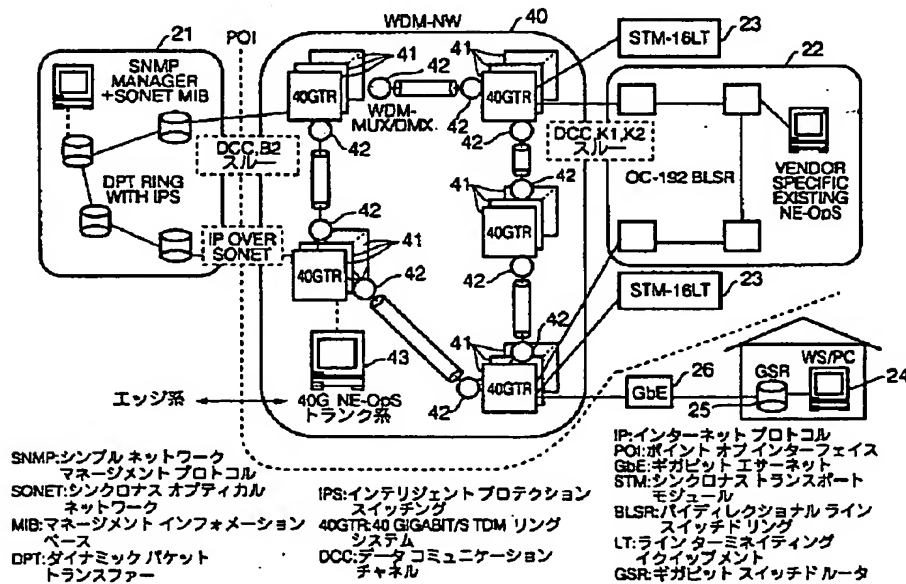 WDM-NW
40
21
POI
SNMP
MANAGER
+SONET MIB
DPT RING
WITH IPS
DCC,B2
スルー
IP OVER
SONET
41
40GTR
42
WDM-
MUX/DMX
42
41
40GTR
42
42
STM-16LT
23
22
DCC,K1,K2
スルー
OC-192 BLSR
VENDOR
SPECIFIC
EXISTING
NE-OpS
42
41
40GTR
42
41
42
40GTR
42
STM-16LT
23
43
40G NE-OpS
トランク系
エッジ系
42
41
42
40GTR
26
GbE
GSR
25
WS/PC
24
SNMP:シンプル ネットワーク
マネージメント プロトコル
SONET:シンクロナス オプティカル
ネットワーク
MIB:マネージメント インフォメーション
ベース
DPT:ダイナミック パケット
トランスファー
IPS:インテリジェント プロテクション
スイッチング
40GTR:40 GIGABIT/S TDM リング
システム
DCC:データ コミュニケーション
チャネル
IP:インターネット プロトコル
POI:ポイント オブ インターフェイス
GbE:ギガビット エサーネット
STM:シンクロナス トランスポート
モジュール
BLSR:バイディレクショナル ライン
スイッチド リング
LT:ライン ターミネイティング
イクイップメント
GSR:ギガビット スイッチド ルータ